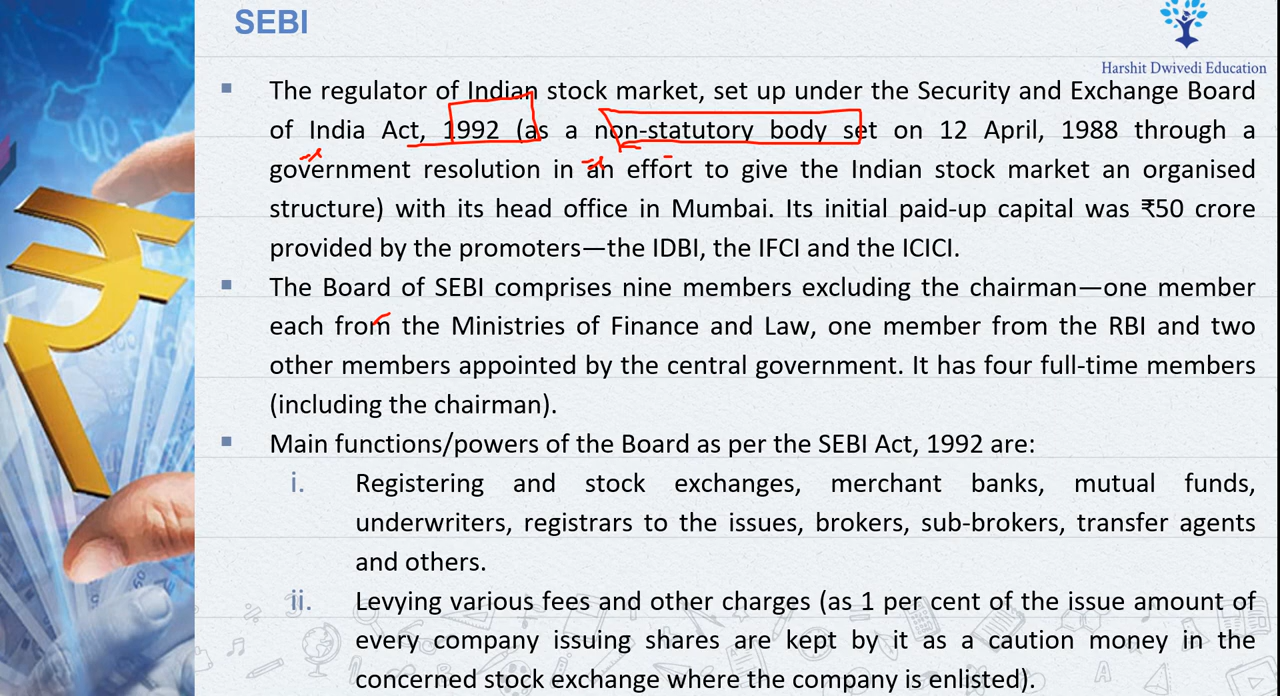 SEBI
Harshit Dwivedi Education
▪ The regulator of Indian stock market, set up under the Security and Exchange Board
of India Act, 1992 (as a non-statutory body set on 12 April, 1988 through a
government resolution in an effort to give the Indian stock market an organised
structure) with its head office in Mumbai. Its initial paid-up capital was ₹50 crore
provided by the promoters—the IDBI, the IFCI and the ICICI.
▪ The Board of SEBI comprises nine members excluding the chairman—one member
each from the Ministries of Finance and Law, one member from the RBI and two
other members appointed by the central government. It has four full-time members
(including the chairman).
▪ Main functions/powers of the Board as per the SEBI Act, 1992 are:
i. Registering and stock exchanges, merchant banks, mutual funds,
underwriters, registrars to the issues, brokers, sub-brokers, transfer agents
and others.
ii. Levying various fees and other charges (as 1 per cent of the issue amount of
every company issuing shares are kept by it as a caution money in the
concerned stock exchange where the company is enlisted).